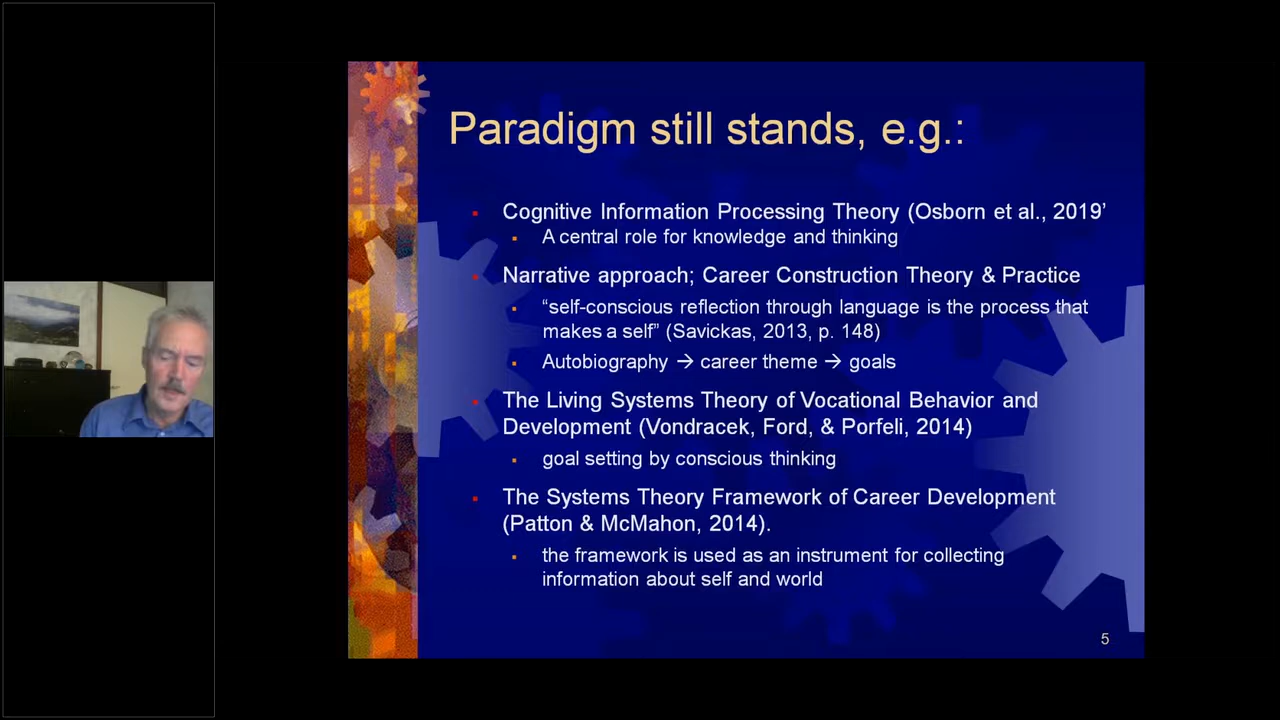 Paradigm still stands, e.g.:
Cognitive Information Processing Theory (Osborn et al., 2019’
A central role for knowledge and thinking
Narrative approach; Career Construction Theory & Practice
“self-conscious reflection through language is the process that
makes a self” (Savickas, 2013, p. 148)
Autobiography → career theme → goals
The Living Systems Theory of Vocational Behavior and
Development (Vondracek, Ford, & Porfeli, 2014)
goal setting by conscious thinking
The Systems Theory Framework of Career Development
(Patton & McMahon, 2014).
the framework is used as an instrument for collecting
information about self and world
5